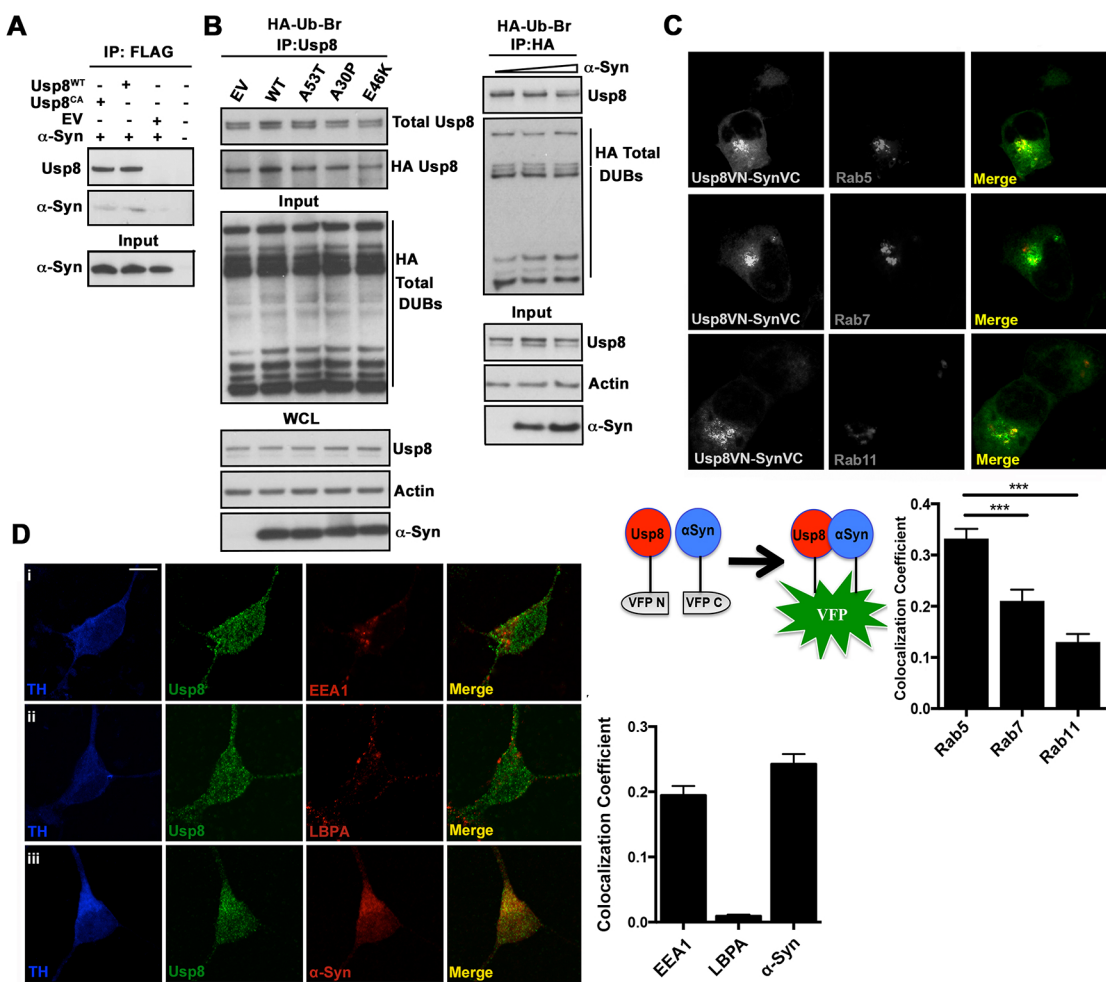 A
IP: FLAG
Usp8WT - + - -
Usp8CA + - - -
EV - - + -
α-Syn + + + -
Usp8
α-Syn
Input
α-Syn
B
HA-Ub-Br
IP:Usp8
EV WT A53T A30P E46K
Total Usp8
HA Usp8
Input
HA
Total
DUBs
WCL
Usp8
Actin
α-Syn
HA-Ub-Br
IP:HA
α-Syn
Usp8
HA Total
DUBs
Input
Usp8
Actin
α-Syn
C
Usp8VN-SynVC Rab5 Merge
Usp8VN-SynVC Rab7 Merge
Usp8VN-SynVC Rab11 Merge
Usp8 αSyn Usp8 αSyn
VFP N VFP C VFP
***
***
Colocalization Coefficient
0.4
0.3
0.2
0.1
0.0
Rab5 Rab7 Rab11
D
i
TH Usp8 EEA1 Merge
ii
TH Usp8 LBPA Merge
iii
TH Usp8 α-Syn Merge
Colocalization Coefficient
0.3
0.2
0.1
0.0
EEA1 LBPA α-Syn